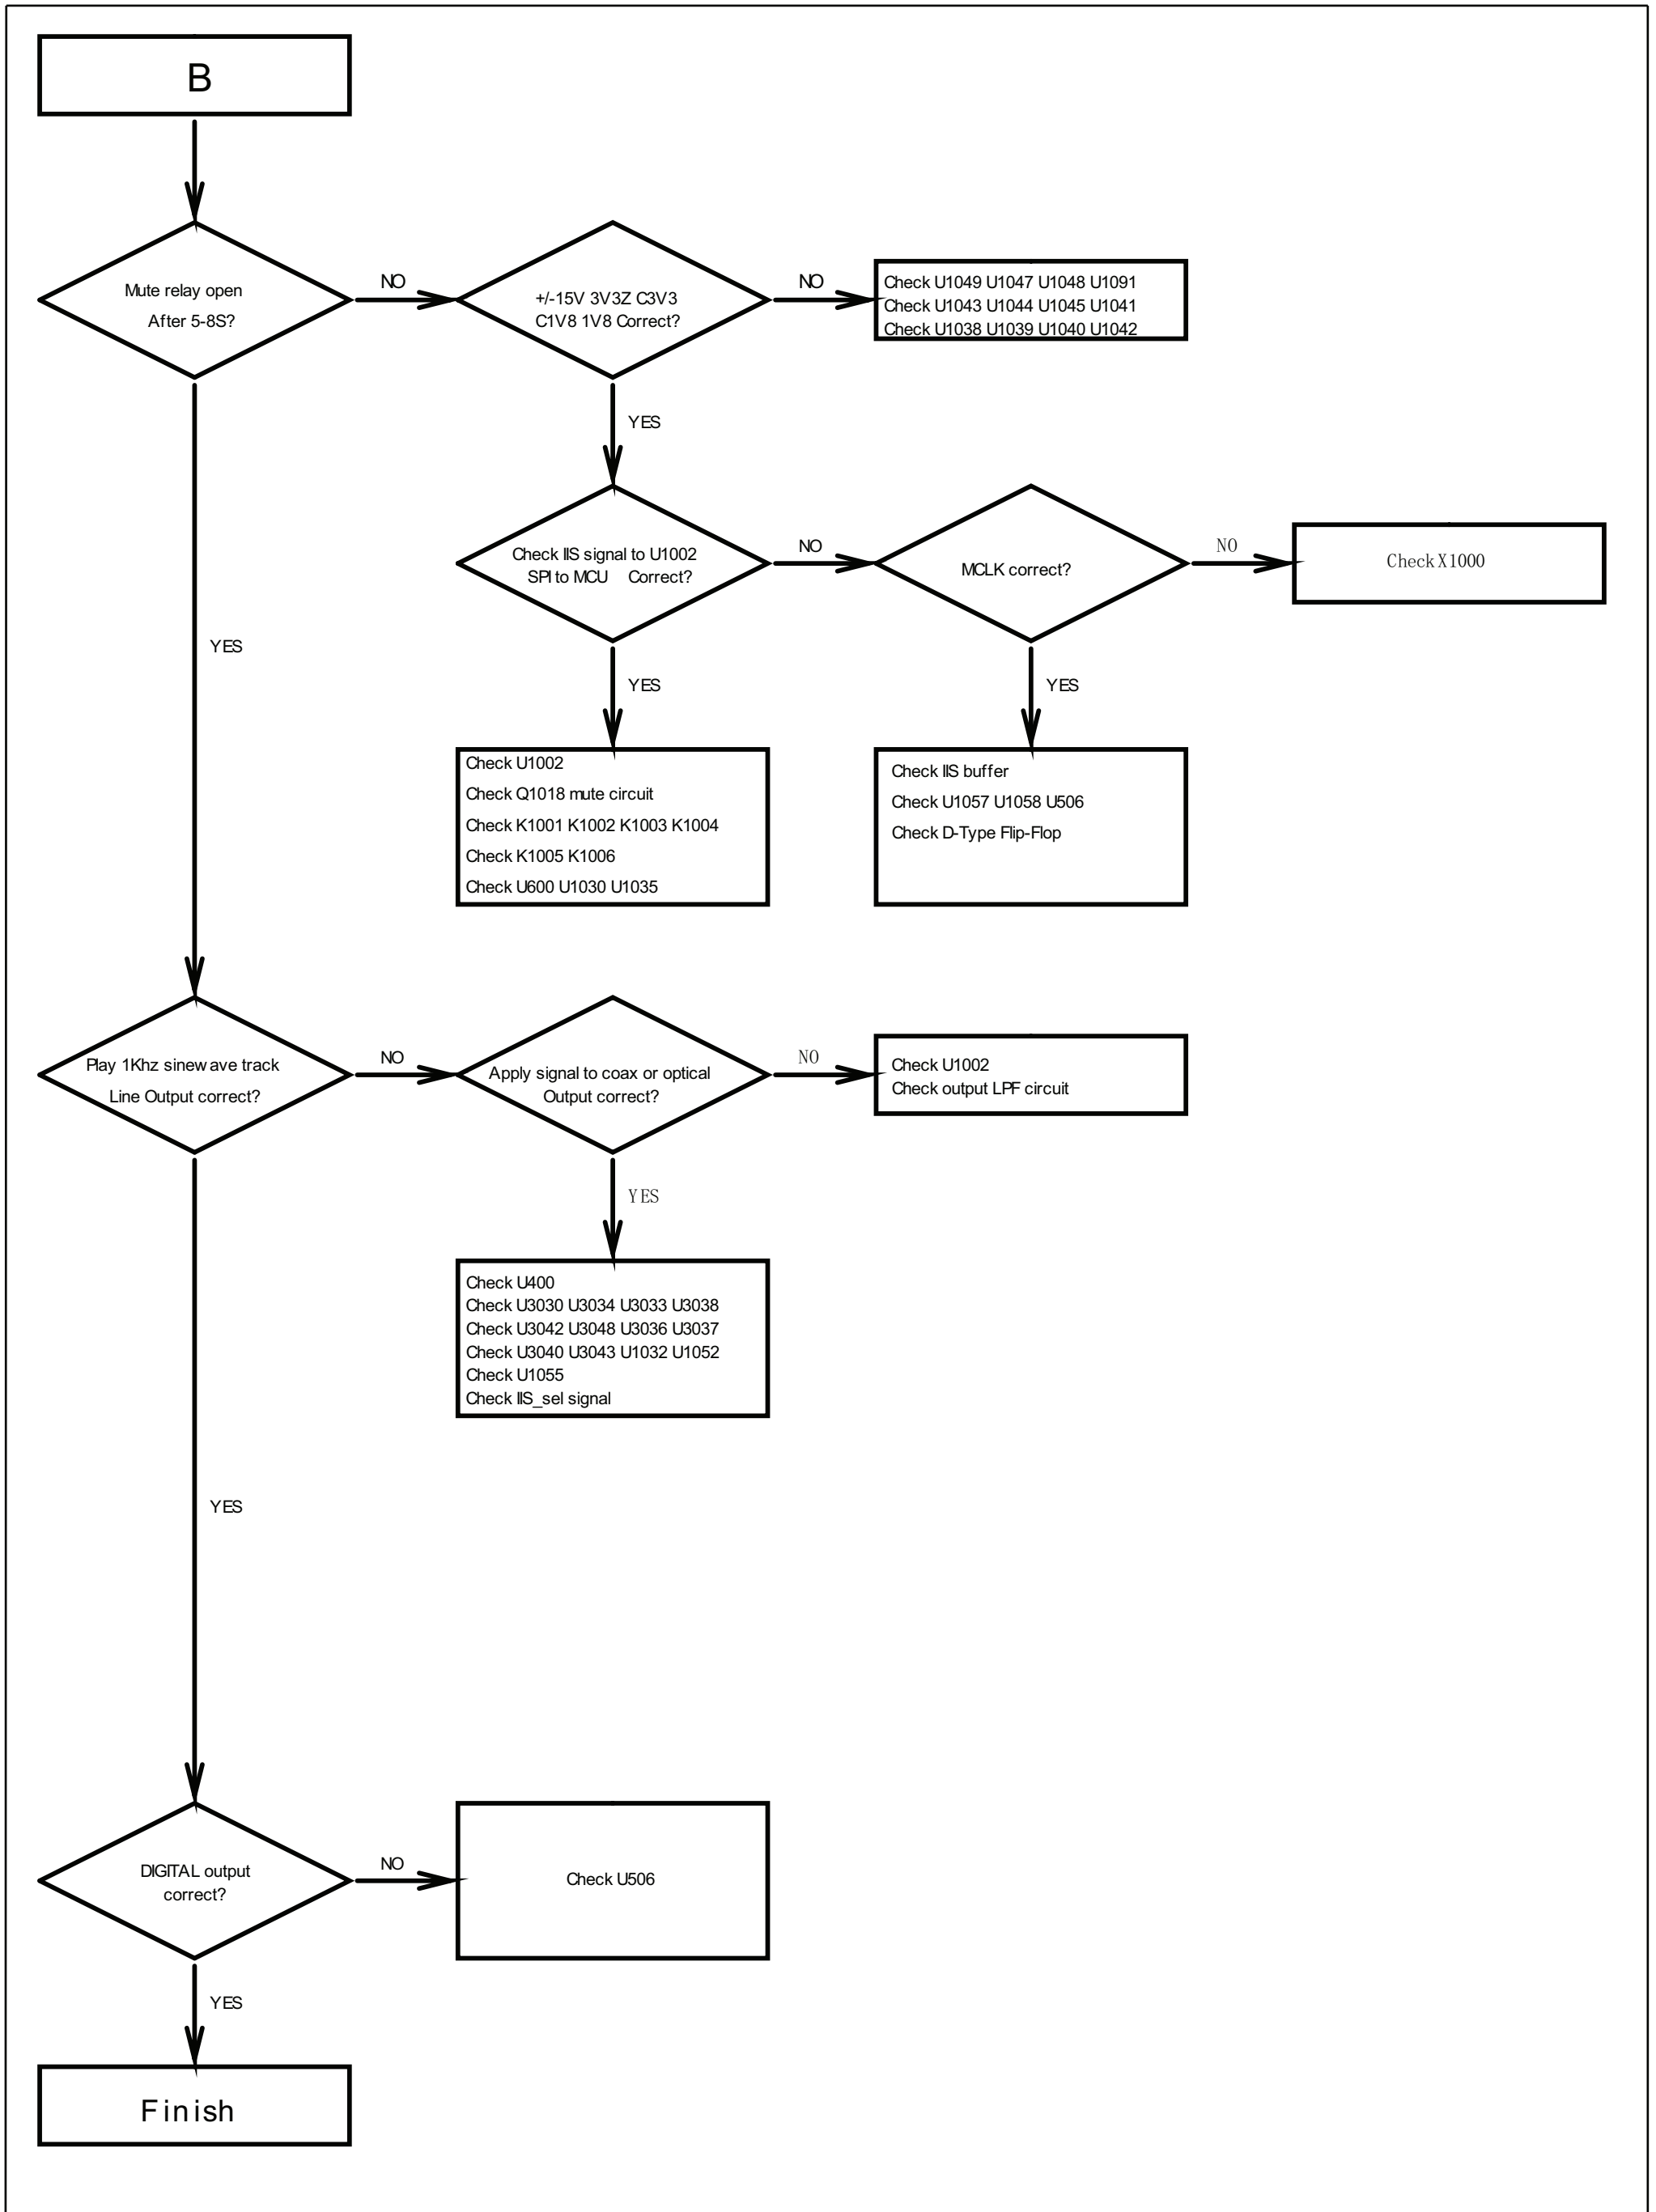 B
Mute relay open
After 5-8S?
NO
+/-15V 3V3Z C3V3
C1V8 1V8 Correct?
NO
Check U1049 U1047 U1048 U1091
Check U1043 U1044 U1045 U1041
Check U1038 U1039 U1040 U1042
YES
Check IIS signal to U1002
SPI to MCU Correct?
NO
MCLK correct?
NO
Check X1000
YES
YES
YES
Check U1002
Check Q1018 mute circuit
Check K1001 K1002 K1003 K1004
Check K1005 K1006
Check U600 U1030 U1035
Check IIS buffer
Check U1057 U1058 U506
Check D-Type Flip-Flop
Play 1Khz sinewave track
Line Output correct?
NO
Apply signal to coax or optical
Output correct?
NO
Check U1002
Check output LPF circuit
YES
Check U400
Check U3030 U3034 U3033 U3038
Check U3042 U3048 U3036 U3037
Check U3040 U3043 U1032 U1052
Check U1055
Check IIS_sel signal
YES
DIGITAL output
correct?
NO
Check U506
YES
Finish